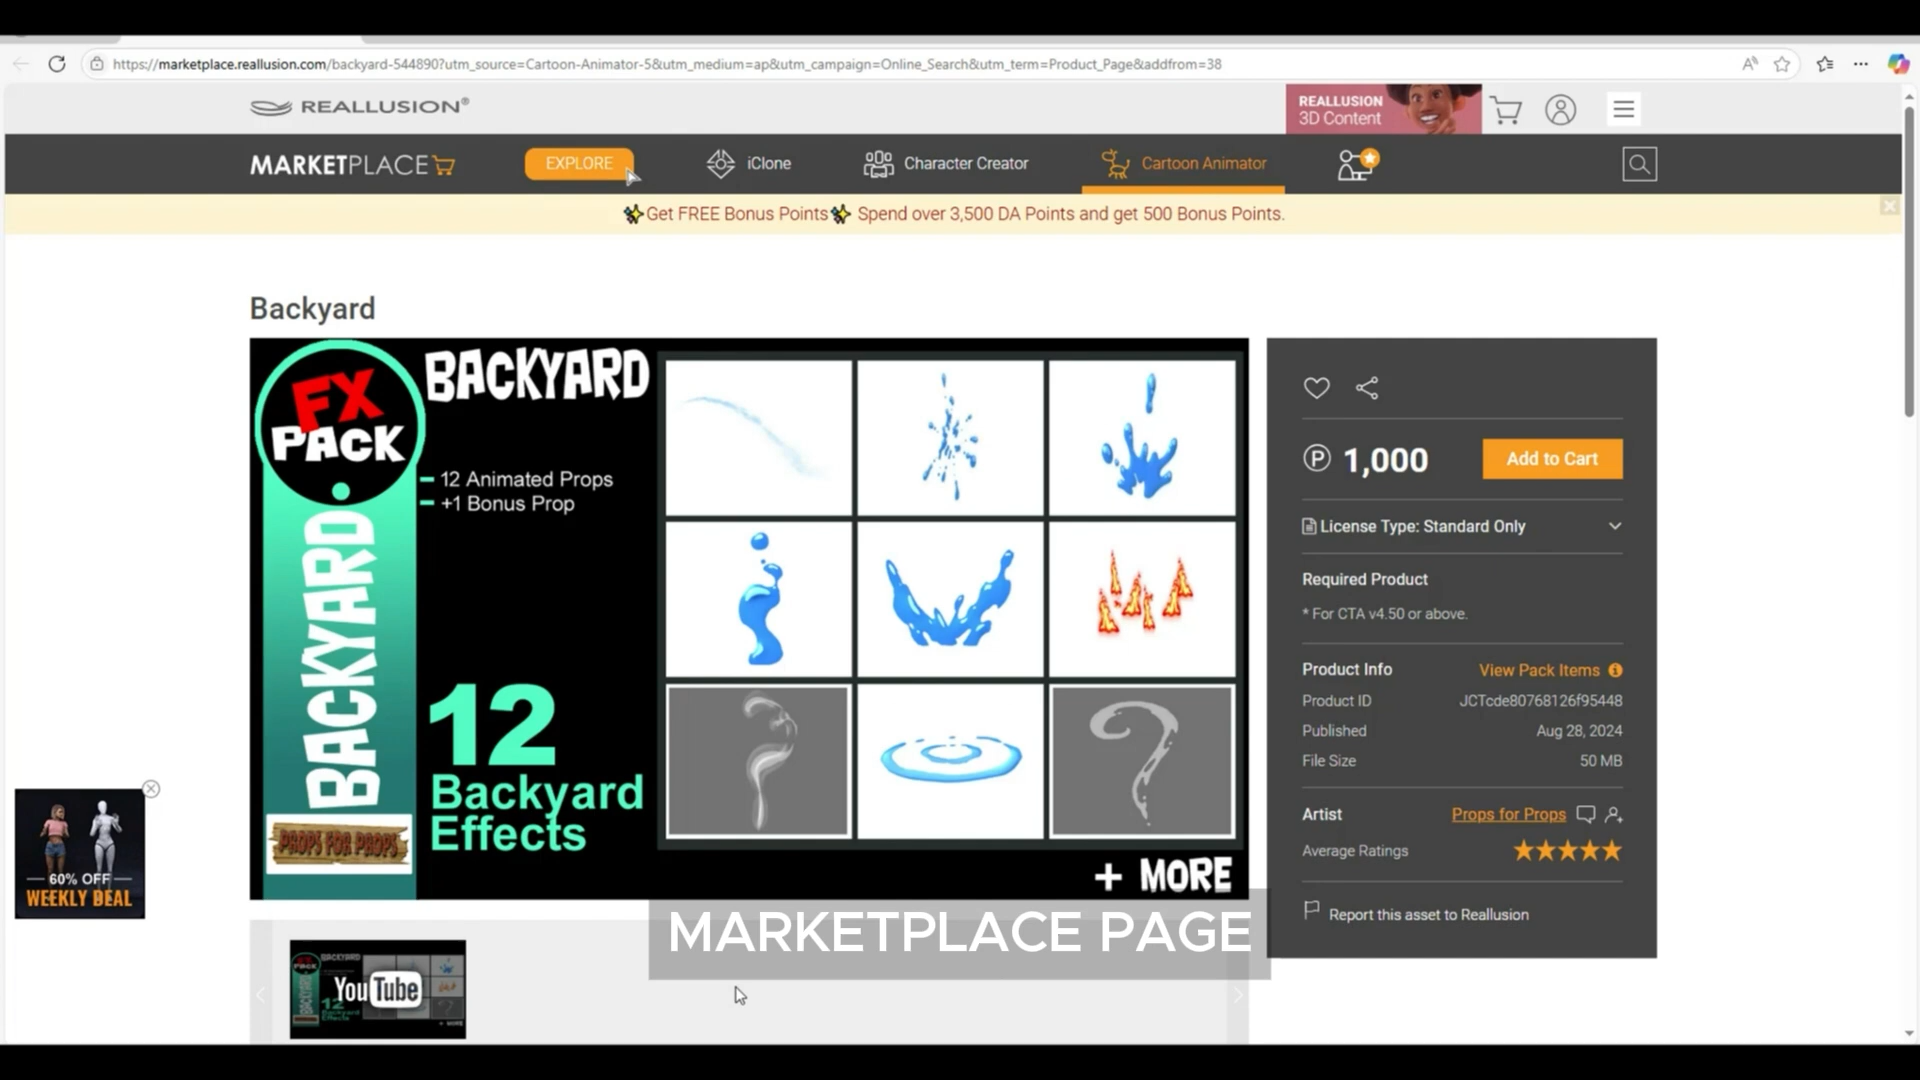 https://marketplace.reallusion.com/backyard-544890?utm_source=Cartoon-Animator-5&utm_medium=ap&utm_campaign=Online_Search&utm_term=Product_Page&addfrom=38
REALLUSION®
REALLUSION
3D Content
MARKETPLACE
EXPLORE
iClone
Character Creator
Cartoon Animator
✨Get FREE Bonus Points✨ Spend over 3,500 DA Points and get 500 Bonus Points.
Backyard
FX
PACK
BACKYARD
BACKYARD
- 12 Animated Props
- +1 Bonus Prop
12
Backyard
Effects
PROPS FOR PROPS
+ MORE
P 1,000
Add to Cart
License Type: Standard Only
Required Product
* For CTA v4.50 or above.
Product Info
View Pack Items
Product ID
JCTcde80768126f95448
Published
Aug 28, 2024
File Size
50 MB
Artist
Props for Props
Average Ratings
Report this asset to Reallusion
60% OFF
WEEKLY DEAL
MARKETPLACE PAGE
YouTube